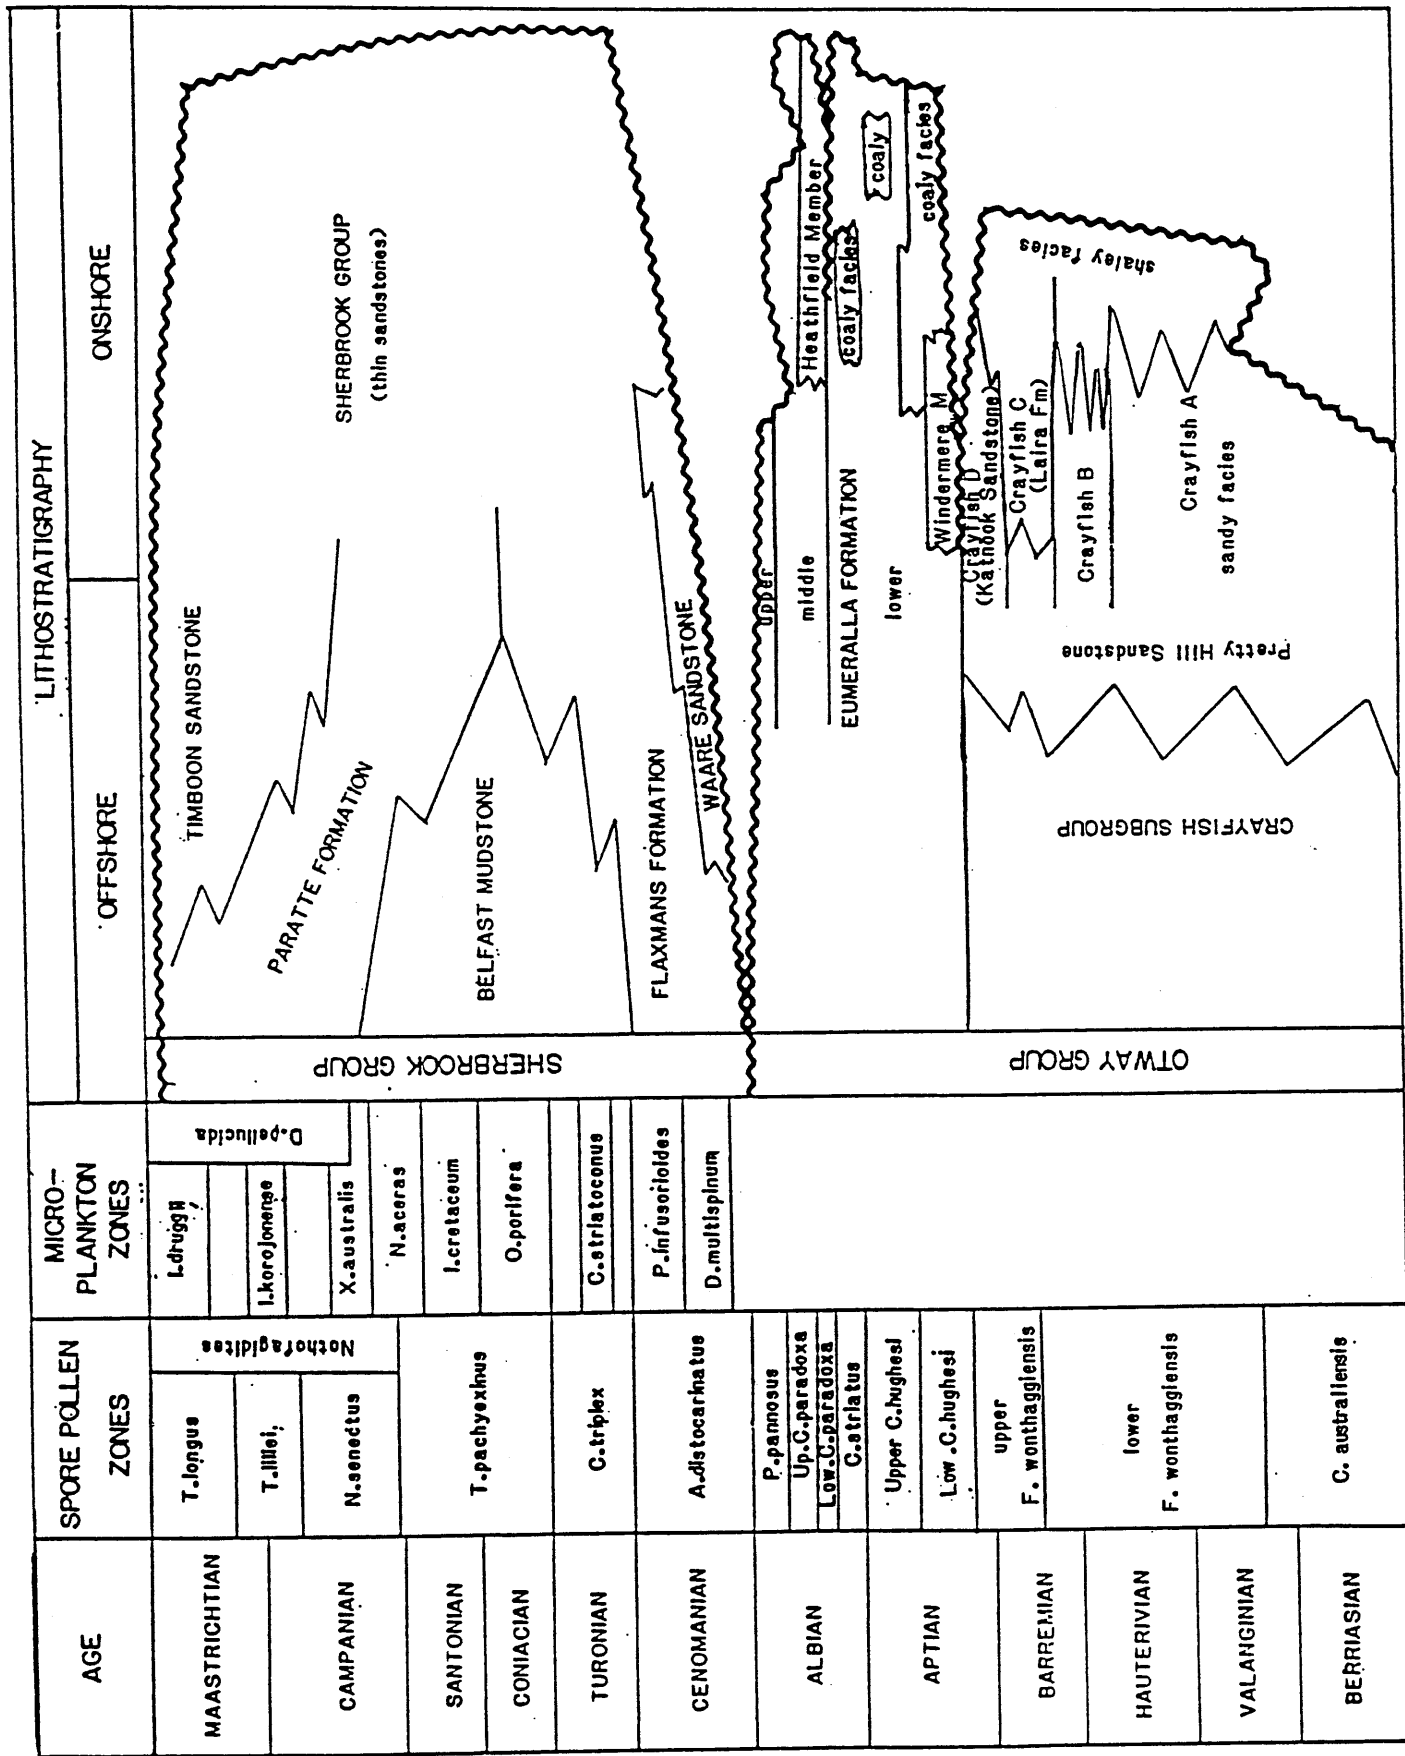 AGE
SPORE POLLEN
ZONES
MICRO-
PLANKTON
ZONES
LITHOSTRATIGRAPHY
OFFSHORE
ONSHORE
MAASTRICHTIAN
CAMPANIAN
SANTONIAN
CONIACIAN
TURONIAN
CENOMANIAN
ALBIAN
APTIAN
BARREMIAN
HAUTERIVIAN
VALANGINIAN
BERRIASIAN
T.longus
T.lillei,
N.senectus
Nothofagidites
T.pachyexinus
C.triplex
A.distocarinatus
P.pannosus
Up.C.paradoxa
Low.C.paradoxa
C.striatus
Upper C.hughesi
Low .C.hughesi
upper
F. wonthaggiensis
lower
F. wonthaggiensis
C. australiensis
I.druggii
I.korojonense
D.pellucida
X.australis
N.aceras
I.cretaceum
O.porifera
C.striatoconus
P.infusorioides
D.multispinum
SHERBROOK GROUP
OTWAY GROUP
TIMBOON SANDSTONE
PARATTE FORMATION
BELFAST MUDSTONE
FLAXMANS FORMATION
WAARE SANDSTONE
SHERBROOK GROUP
(thin sandstones)
upper
middle
Heathfield Member
EUMERALLA FORMATION
coaly facies
coaly
lower
coaly facies
Windermere M
Crayfish D
(Katnook Sandstone)
Crayfish C
(Laira Fm)
Crayfish B
Crayfish A
sandy facies
shaley facies
Pretty Hill Sandstone
CRAYFISH SUBGROUP